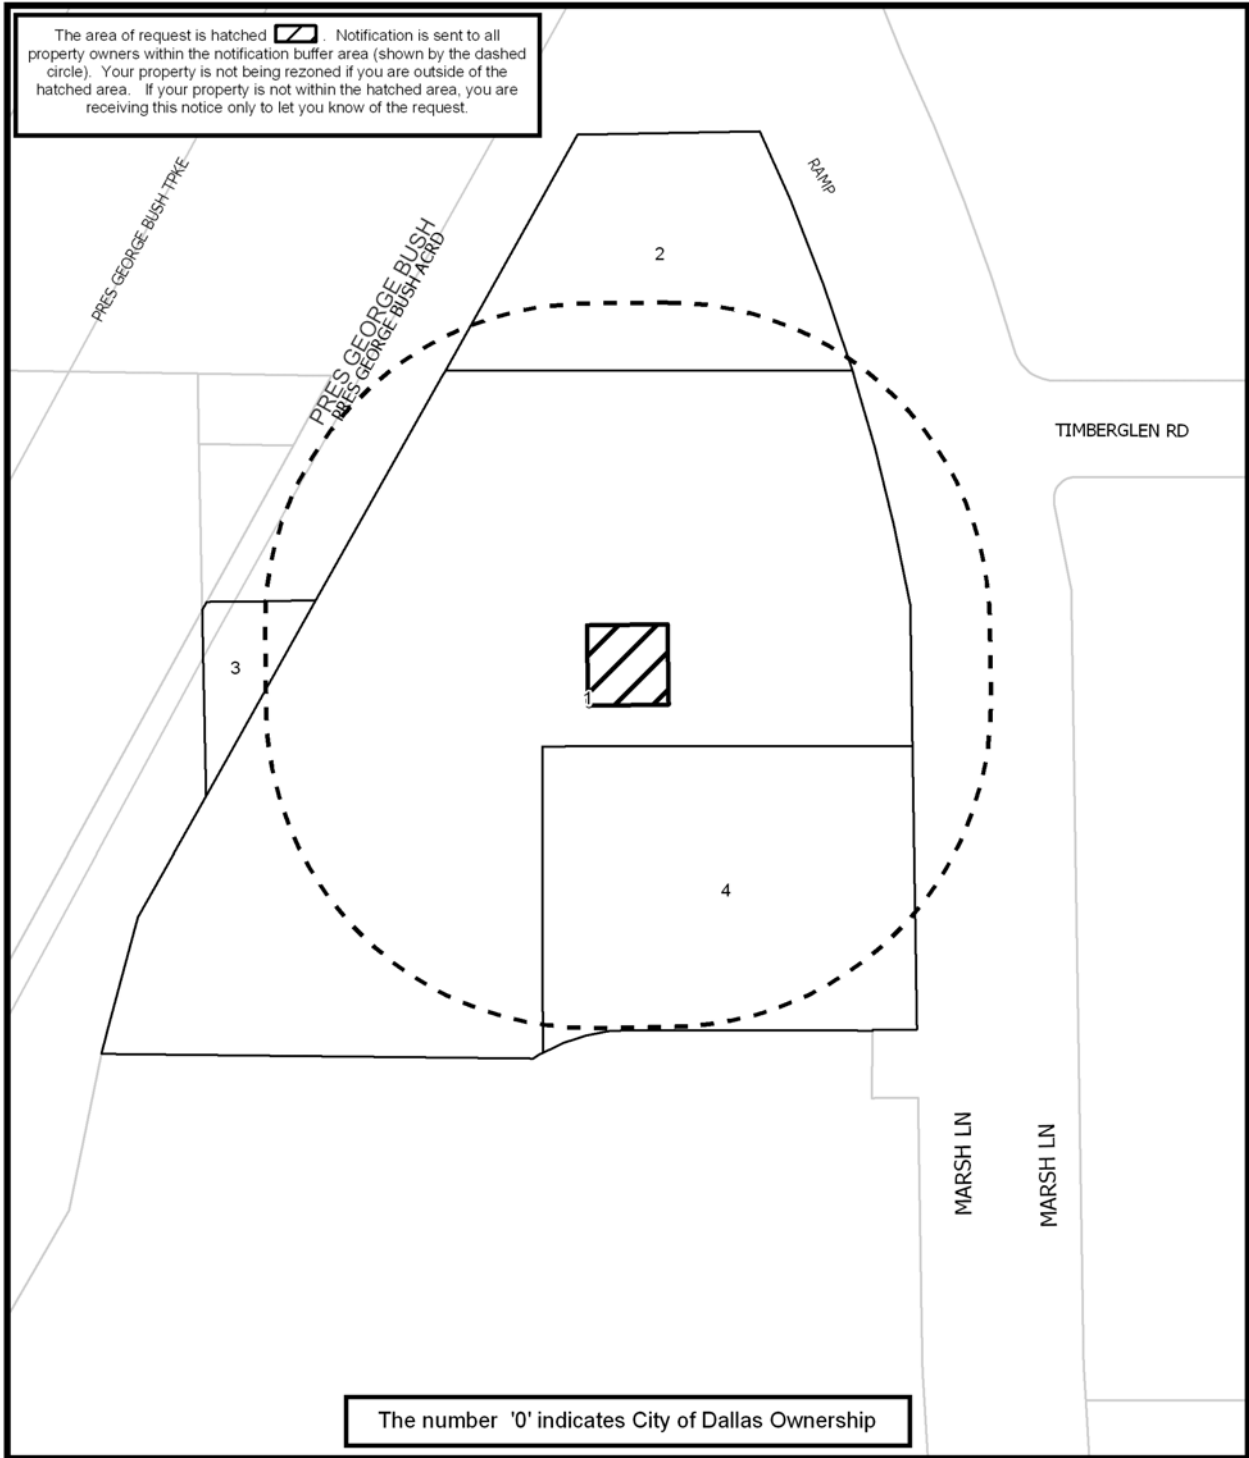 The area of request is hatched . Notification is sent to all
property owners within the notification buffer area (shown by the dashed
circle). Your property is not being rezoned if you are outside of the
hatched area. If your property is not within the hatched area, you are
receiving this notice only to let you know of the request.
RAMP
PRES GEORGE BUSH TPKE
PRES GEORGE BUSH
PRES GEORGE BUSH ACRD
2
TIMBERGLEN RD
3
1
4
MARSH LN
MARSH LN
The number '0' indicates City of Dallas Ownership